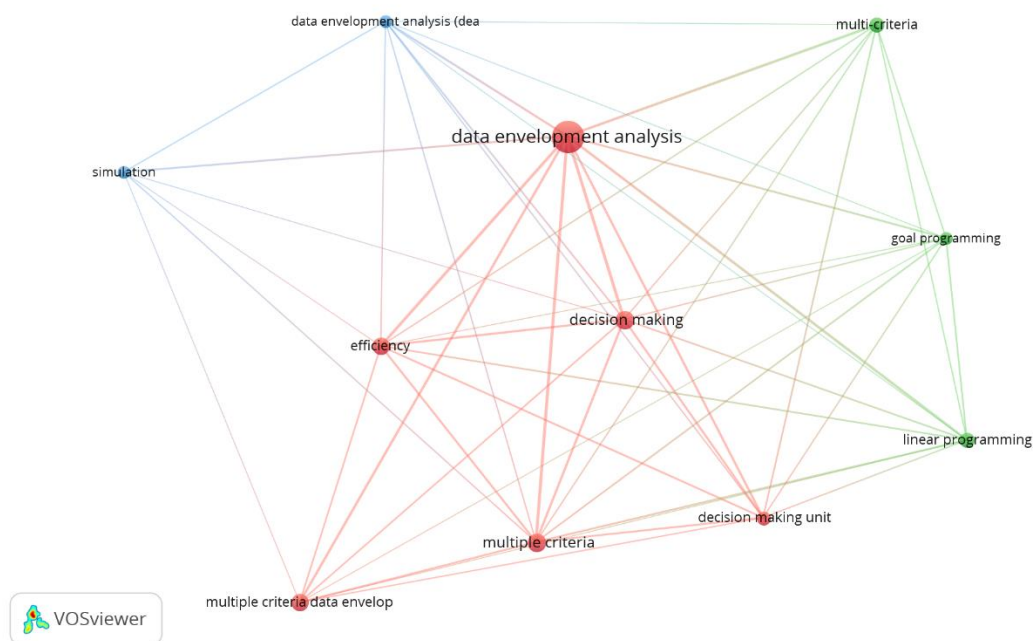 data envelopment analysis (dea
multi-criteria
data envelopment analysis
simulation
goal programming
decision making
efficiency
linear programming
decision making unit
multiple criteria
multiple criteria data envelop
VOSviewer